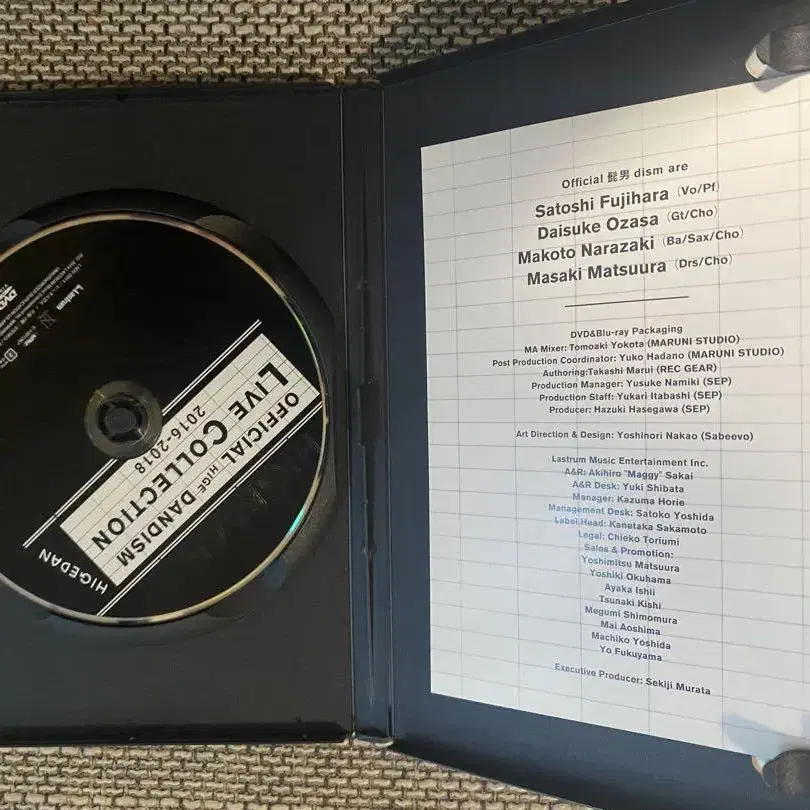 Official 髭男 dism are
Satoshi Fujihara (Vo/Pf)
Daisuke Ozasa (Gt/Cho)
Makoto Narazaki (Ba/Sax/Cho)
Masaki Matsuura (Drs/Cho)
DVD&Blu-ray Packaging
MA Mixer: Tomoaki Yokota (MARUNI STUDIO)
Post Production Coordinator: Yuko Hadano (MARUNI STUDIO)
Authoring:Takashi Marui (REC GEAR)
Production Manager: Yusuke Namiki (SEP)
Production Staff: Yukari Itabashi (SEP)
Producer: Hazuki Hasegawa (SEP)
Art Direction & Design: Yoshinori Nakao (Sabeevo)
Lastrum Music Entertainment Inc.
A&R: Akihiro "Maggy" Sakai
A&R Desk: Yuki Shibata
Manager: Kazuma Horie
Management Desk: Satoko Yoshida
Label Head: Kanetaka Sakamoto
Legal: Chieko Toriumi
Sales & Promotion:
Yoshimitsu Matsuura
Yoshiki Okuhama
Ayaka Ishii
Tsunaki Kishi
Megumi Shimomura
Mai Aoshima
Machiko Yoshida
Yo Fukuyama
Executive Producer: Sekiji Murata
HIGEDAN
OFFICIAL HIGE DANDISM
LIVE COLLECTION
2016-2018
Lastrum
DVD